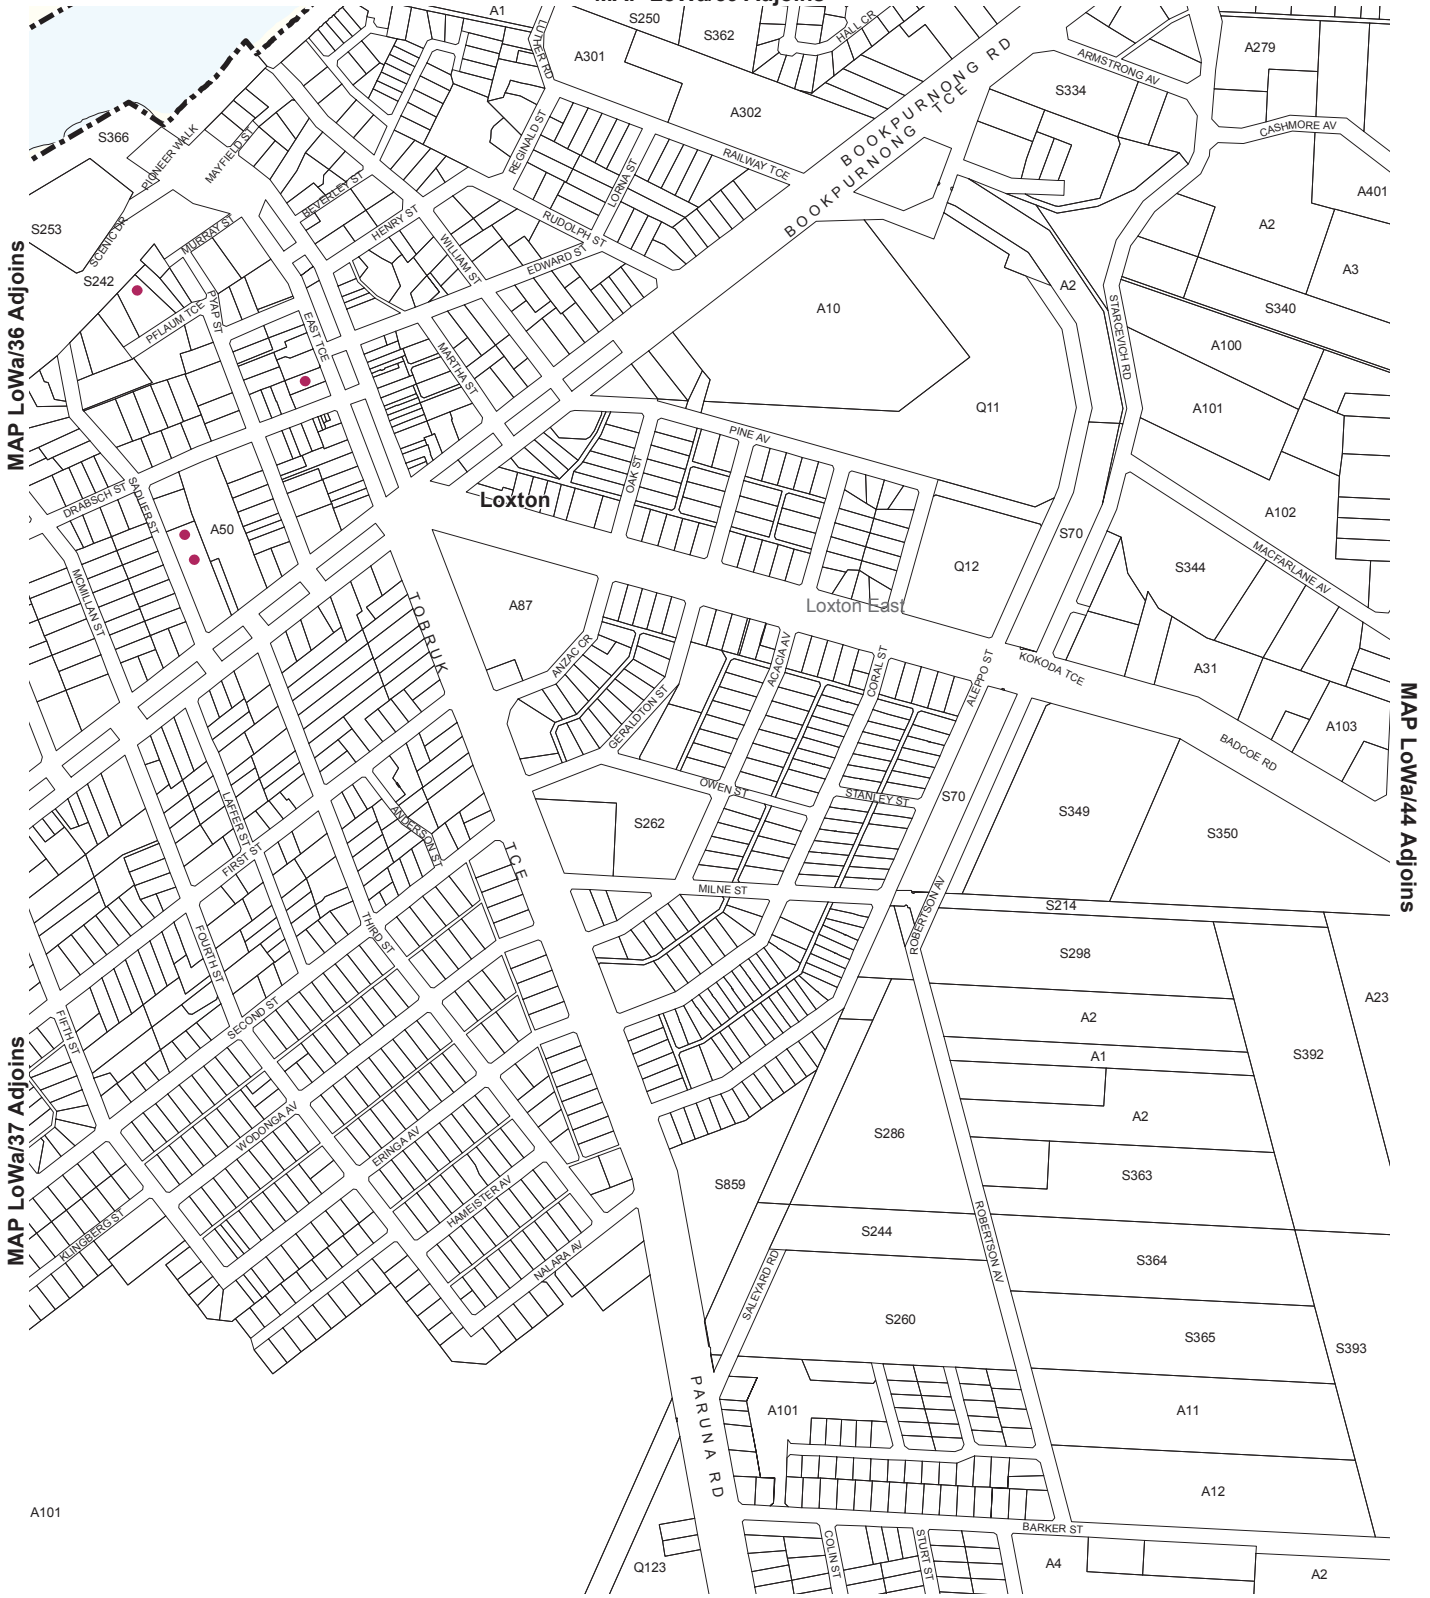 A1
S250
S362
HALL CR
LUTHER RD
A301
A302
BOOKPURNONG RD
BOOKPURNONG TCE
ARMSTRONG AV
A279
S334
CASHMORE AV
S366
PIONEER WALK
MAYFIELD ST
REGINALD ST
RAILWAY TCE
LORNA ST
BEVERLEY ST
HENRY ST
A401
S253
SCENIC DR
MURRAY ST
RUDOLPH ST
WILLIAM ST
EDWARD ST
A2
A3
S242
PYAP ST
PFLAUM TCE
EAST TCE
A10
A2
S340
STARCEVICH RD
A100
MARTHA ST
MAP LoWa/36 Adjoins
Q11
A101
PINE AV
OAK ST
Loxton
DRABSCH ST
SADLIER ST
A50
A102
S70
MACFARLANE AV
Q12
S344
MCMILLAN ST
TOBRUK
A87
Loxton East
ANZAC CR
ACACIA AV
CORAL ST
ALEPPO ST
KOKODA TCE
A31
GERALDTON ST
A103
BADCOE RD
MAP LoWa/44 Adjoins
OWEN ST
STANLEY ST
S70
S349
S350
LAFFER ST
ANDERSON ST
S262
FIRST ST
TCE
MILNE ST
ROBERTSON AV
S214
THIRD ST
FOURTH ST
S298
A23
SECOND ST
FIFTH ST
A2
A1
S392
MAP LoWa/37 Adjoins
WODONGA AV
ERINGA AV
A2
S286
S363
HAMEISTER AV
S859
KLINGBERG ST
S244
ROBERTSON AV
NALARA AV
SALEYARD RD
S364
S260
S365
S393
PARUNA RD
A101
A11
A12
A101
BARKER ST
COLIN ST
STURT ST
Q123
A4
A2